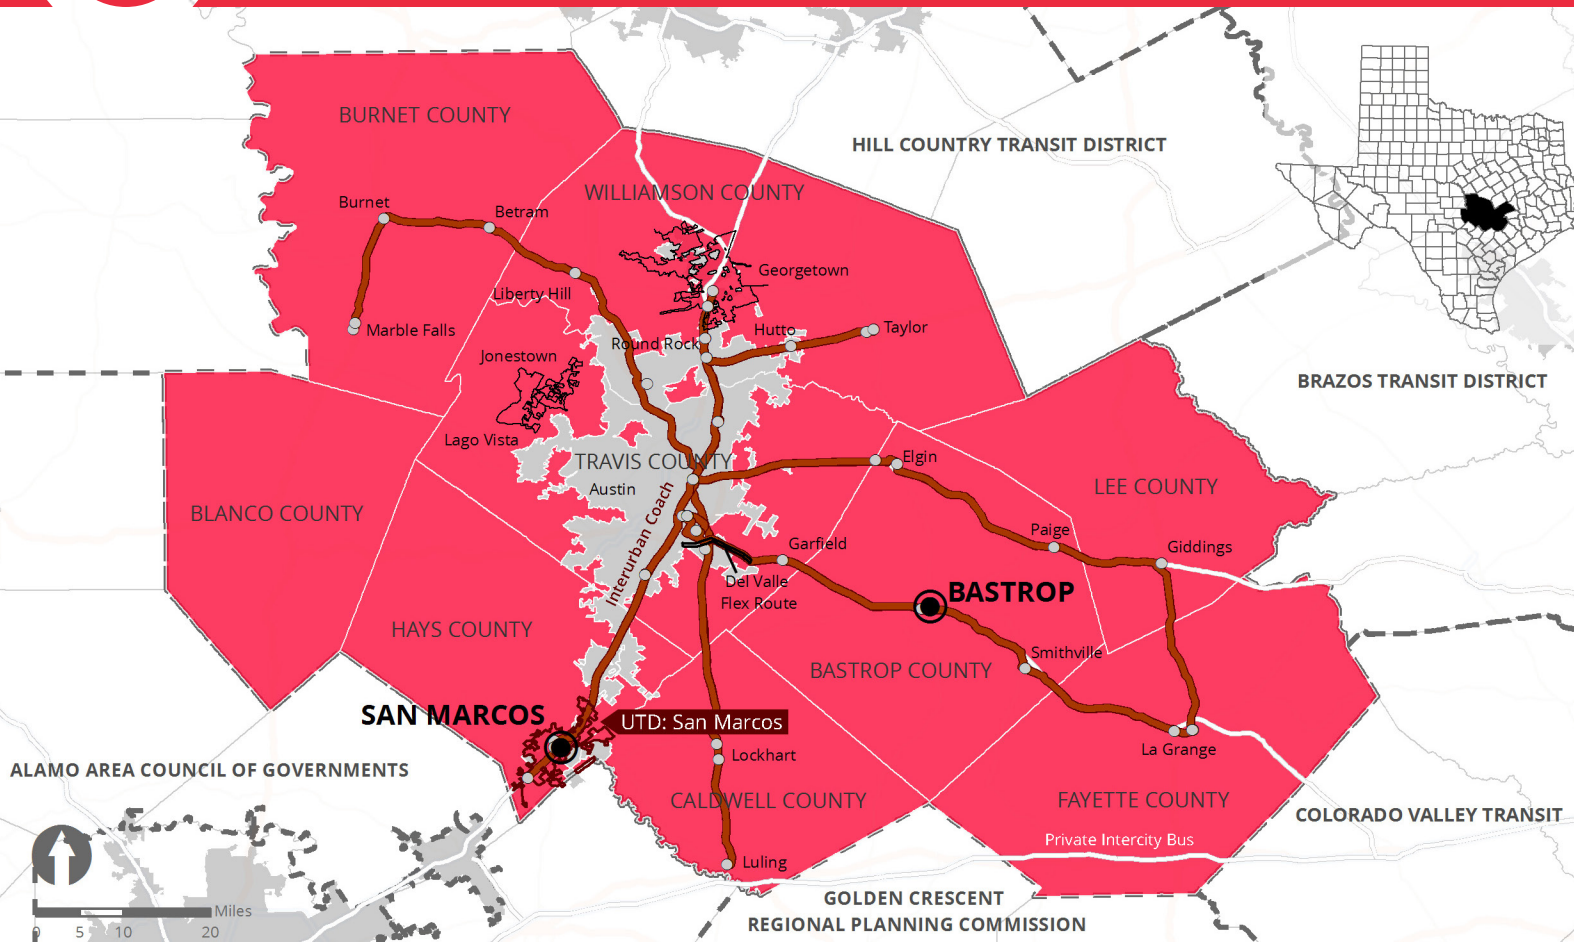 BURNET COUNTY
HILL COUNTRY TRANSIT DISTRICT
WILLIAMSON COUNTY
Burnet
Betram
Georgetown
Liberty Hill
Marble Falls
Hutto
Taylor
Round Rock
Jonestown
BRAZOS TRANSIT DISTRICT
Lago Vista
TRAVIS COUNTY
Elgin
Austin
LEE COUNTY
BLANCO COUNTY
Interurban Coach
Paige
Garfield
Giddings
Del Valle
Flex Route
BASTROP
HAYS COUNTY
Smithville
BASTROP COUNTY
SAN MARCOS
UTD: San Marcos
La Grange
Lockhart
ALAMO AREA COUNCIL OF GOVERNMENTS
CALDWELL COUNTY
FAYETTE COUNTY
COLORADO VALLEY TRANSIT
Private Intercity Bus
Luling
GOLDEN CRESCENT
REGIONAL PLANNING COMMISSION
Miles
0 5 10 20